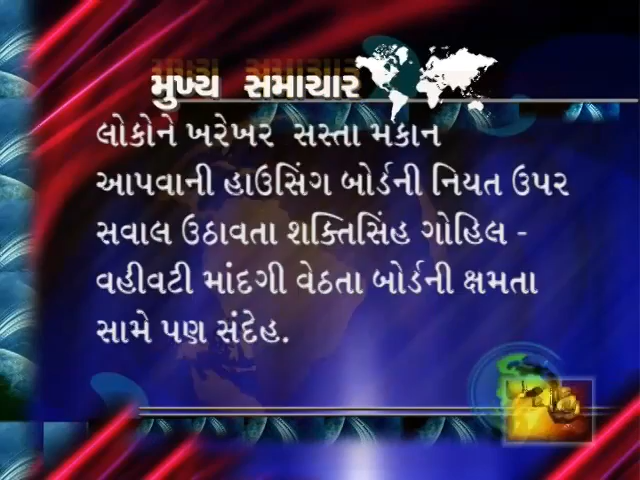 મુખ્ય સમાચાર
લોકોને ખરેખર સસ્તા મકાન
આપવાની હાઉસિંગ બોર્ડની નિયત ઉપર
સવાલ ઉઠાવતા શક્તિસિંહ ગોહિલ -
વહીવટી માંદગી વેઠતા બોર્ડની ક્ષમતા
સામે પણ સંદેહ.